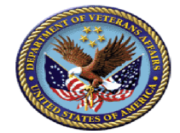 DEPARTMENT OF VETERANS AFFAIRS
UNITED STATES OF AMERICA